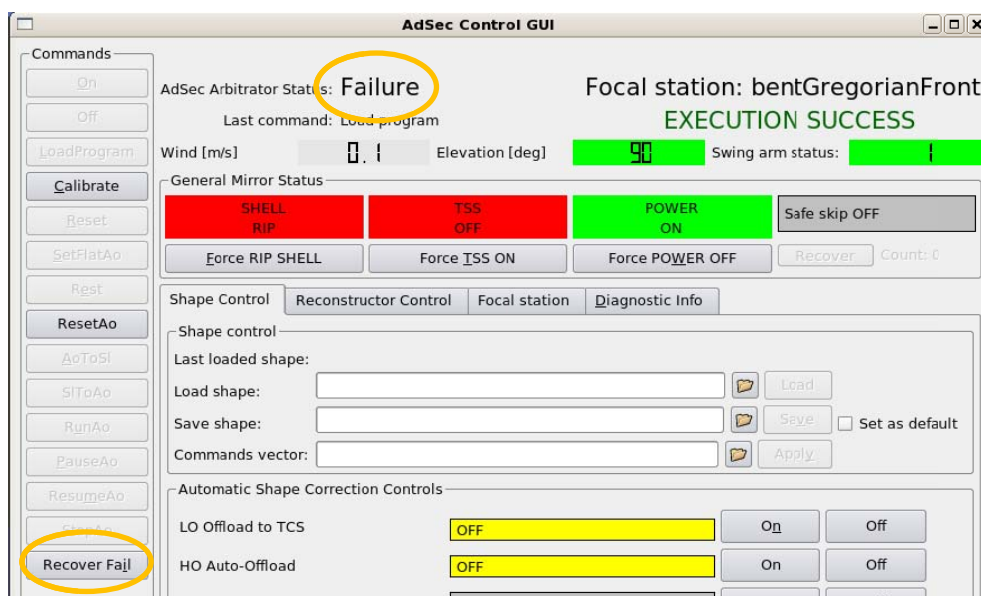 AdSec Control GUI
Commands
On
Off
LoadProgram
Calibrate
Reset
SetFlatAo
Rest
ResetAo
AoToSl
SlToAo
RunAo
PauseAo
ResumeAo
StopAo
Recover Fail
AdSec Arbitrator Status: Failure
Focal station: bentGregorianFront
Last command: Load program
EXECUTION SUCCESS
Wind [m/s] 0.1 Elevation [deg] 90 Swing arm status: 1
General Mirror Status
SHELL
RIP
TSS
OFF
POWER
ON
Safe skip OFF
Force RIP SHELL Force TSS ON Force POWER OFF Recover Count: 0
Shape Control Reconstructor Control Focal station Diagnostic Info
Shape control
Last loaded shape:
Load shape: Load
Save shape: Save Set as default
Commands vector: Apply
Automatic Shape Correction Controls
LO Offload to TCS OFF On Off
HO Auto-Offload OFF On Off